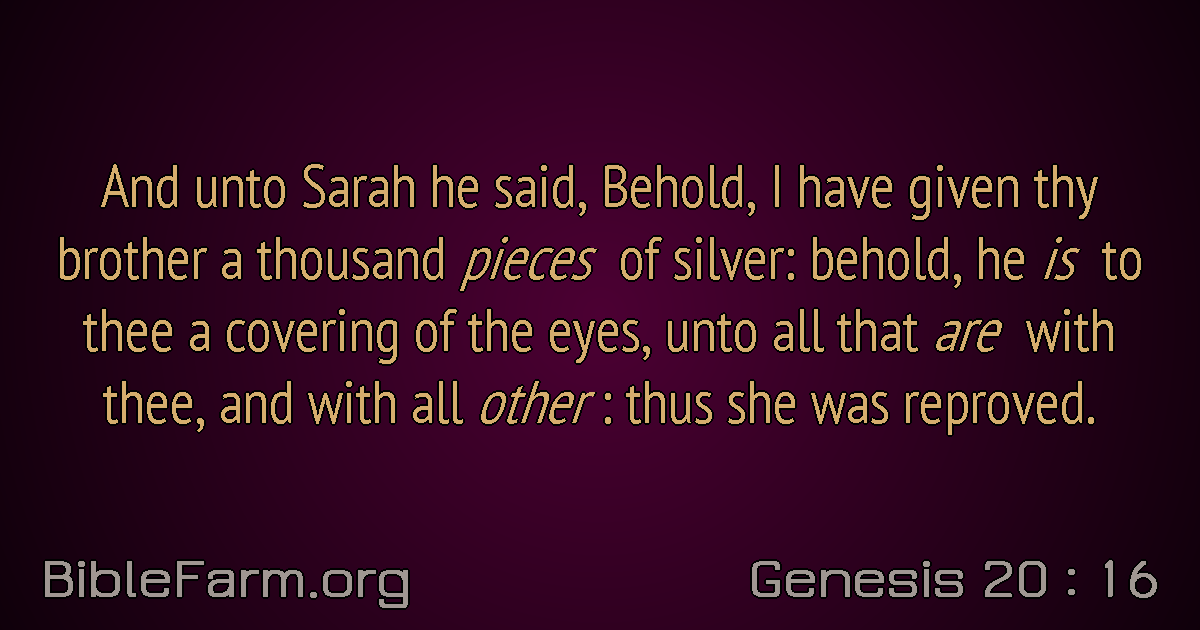 And unto Sarah he said, Behold, I have given thy
brother a thousand pieces of silver: behold, he is to
thee a covering of the eyes, unto all that are with
thee, and with all other : thus she was reproved.
BibleFarm.org
Genesis 20 : 16